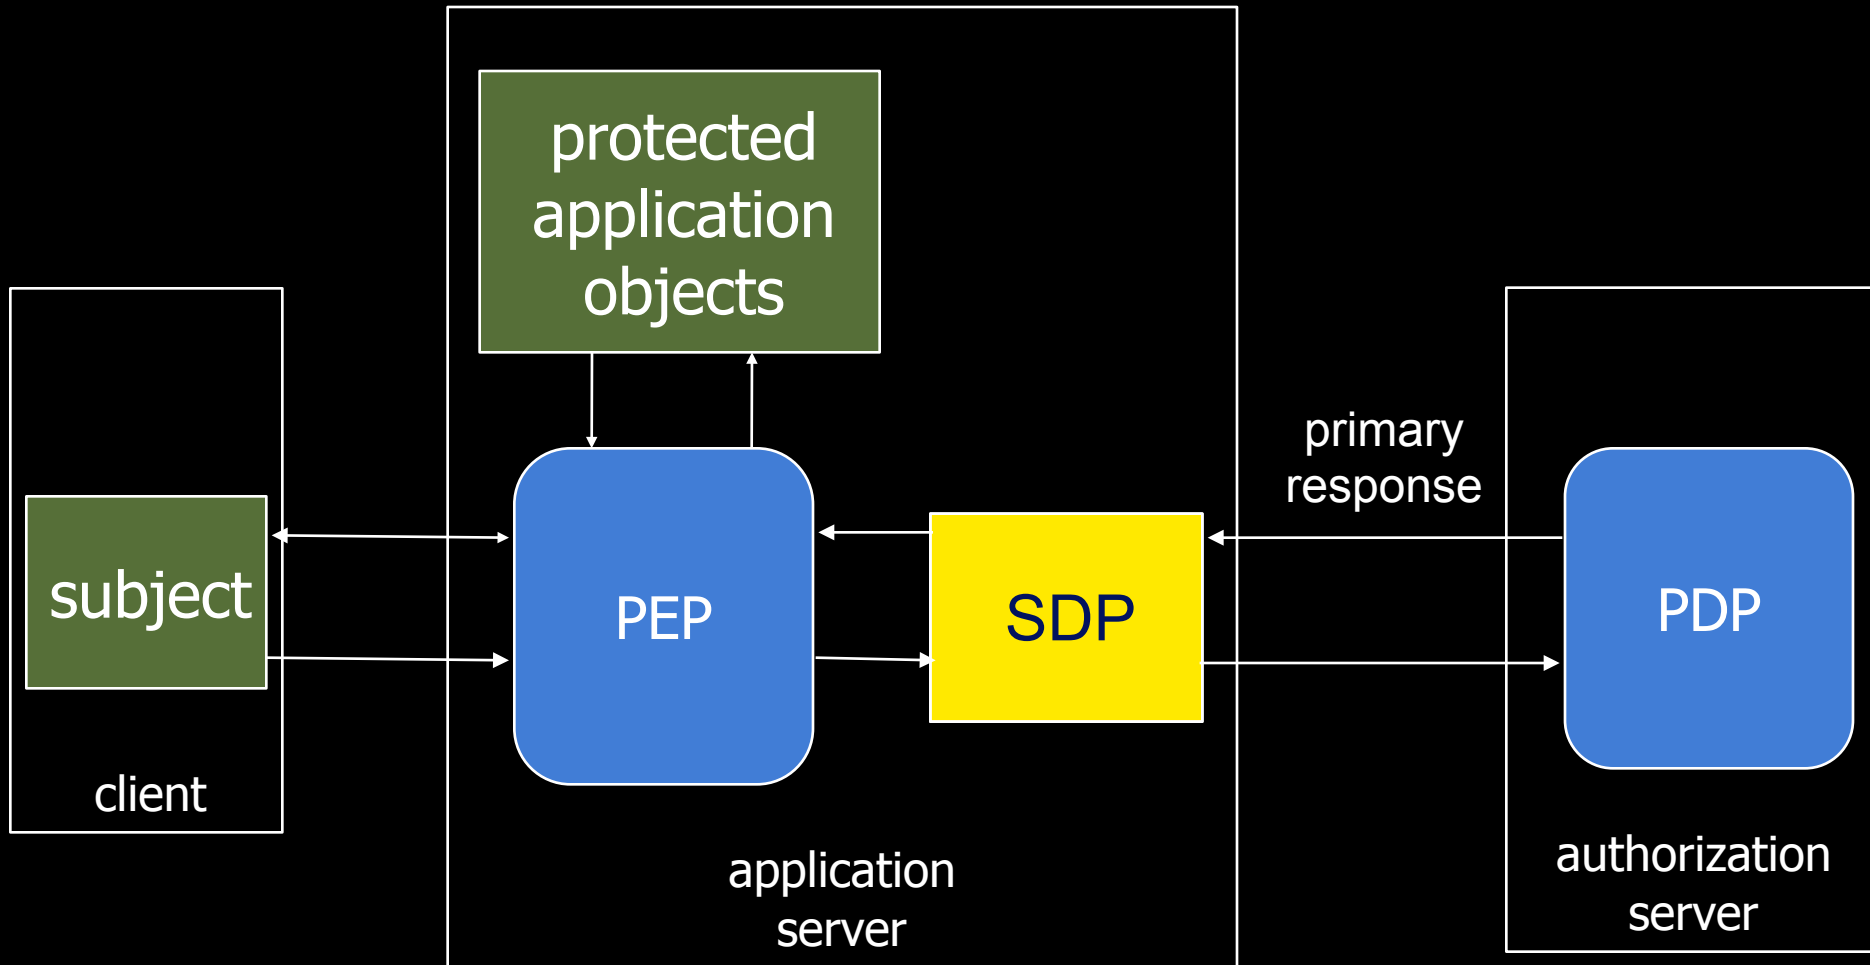 protected
application
objects
subject
client
PEP
SDP
application
server
primary
response
PDP
authorization
server